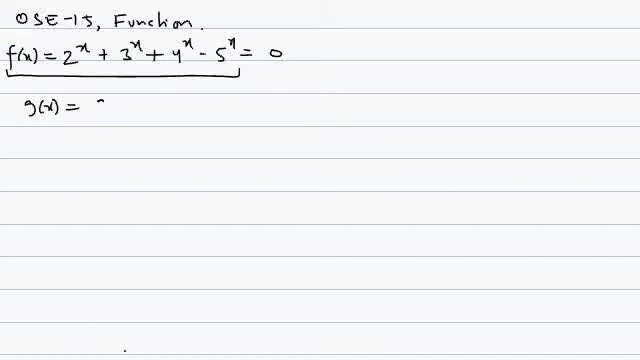 OSE-15, Function.
f(x) = 2^x + 3^x + 4^x - 5^x = 0
g(x) =